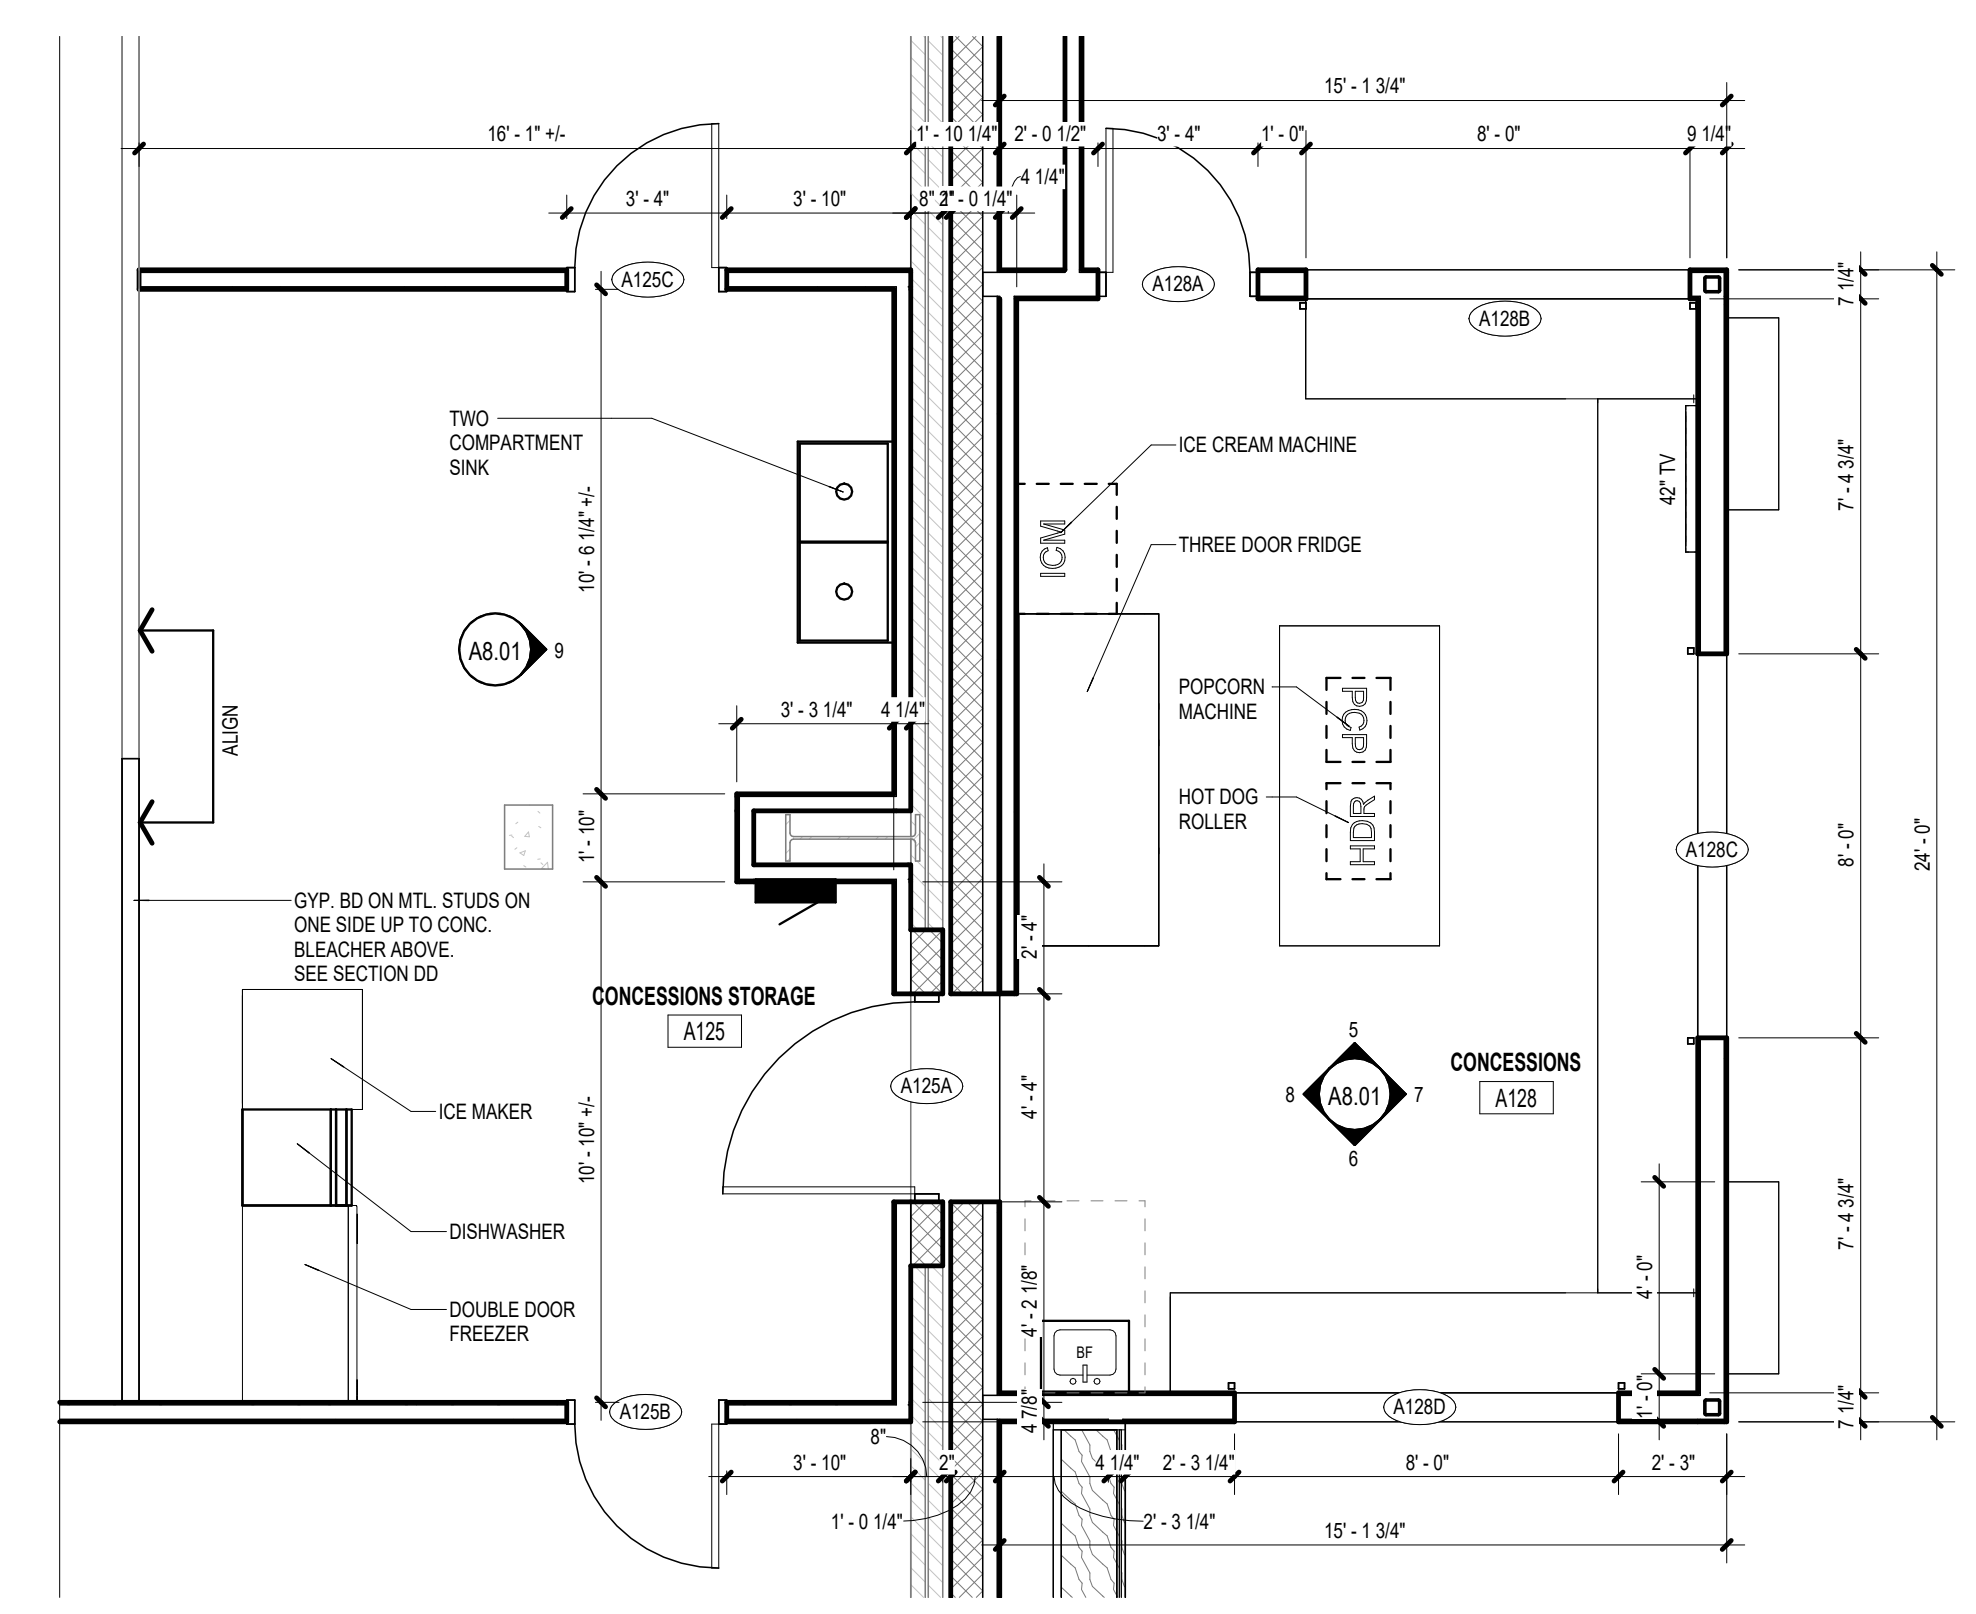 15' - 1 3/4"
16' - 1" +/-
1' - 10 1/4"
2' - 0 1/2"
3' - 4"
1' - 0"
8' - 0"
9 1/4"
4 1/4"
3' - 4"
3' - 10"
8"
2"
1' - 0 1/4"
A125C
A128A
A128B
7 1/4"
TWO
COMPARTMENT
SINK
ICE CREAM MACHINE
42" TV
7' - 4 3/4"
10' - 6 1/4" +/-
ICM
THREE DOOR FRIDGE
A8.01
9
ALIGN
3' - 3 1/4"
4 1/4"
POPCORN
MACHINE
PCP
HOT DOG
ROLLER
HDR
1' - 10"
A128C
8' - 0"
24' - 0"
GYP. BD ON MTL. STUDS ON
ONE SIDE UP TO CONC.
BLEACHER ABOVE.
SEE SECTION DD
2' - 4"
CONCESSIONS STORAGE
A125
A125A
5
8
A8.01
7
6
CONCESSIONS
A128
ICE MAKER
10' - 10" +/-
4' - 4"
DISHWASHER
7' - 4 3/4"
4' - 0"
4' - 2 1/8"
DOUBLE DOOR
FREEZER
BF
A125B
4 7/8"
A128D
1' - 0"
7 1/4"
8"
3' - 10"
2"
4 1/4"
2' - 3 1/4"
8' - 0"
2' - 3"
1' - 0 1/4"
2' - 3 1/4"
15' - 1 3/4"